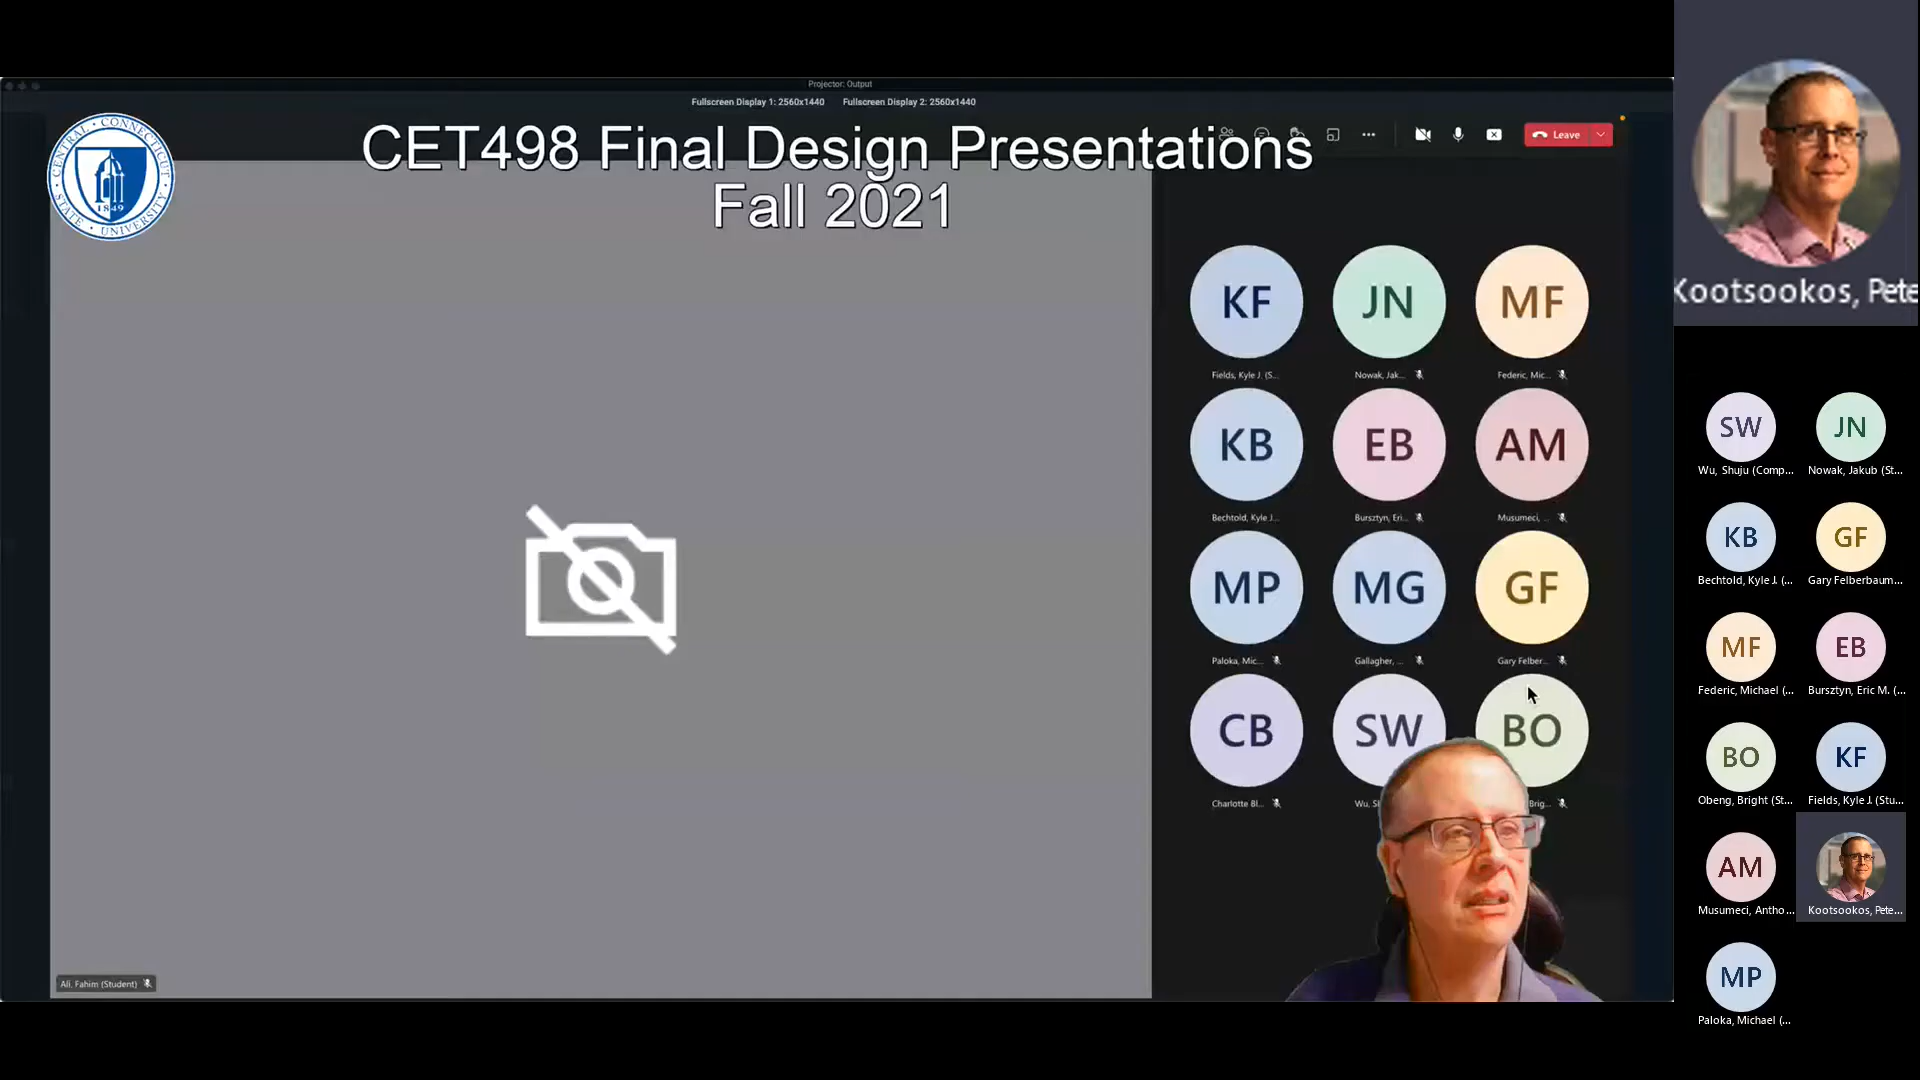 Projector: Output
Fullscreen Display 1: 2560x1440 Fullscreen Display 2: 2560x1440
CET498 Final Design Presentations
Fall 2021
Leave
CENTRAL CONNECTICUT STATE UNIVERSITY
1849
KF JN MF
Fields, Kyle J. (S... Nowak, Jak... Federic, Mic...
KB EB AM
Bechtold, Kyle J... Bursztyn, Eri... Musumeci, ...
MP MG GF
Paloka, Mic... Gallagher, ... Gary Felber...
CB SW BO
Charlotte Bl... Wu, S Brig...
Ali, Fahim (Student)
Kootsookos, Pete
SW JN
Wu, Shuju (Comp... Nowak, Jakub (St...
KB GF
Bechtold, Kyle J. (... Gary Felberbaum...
MF EB
Federic, Michael (... Bursztyn, Eric M. (...
BO KF
Obeng, Bright (St... Fields, Kyle J. (Stu...
AM
Musumeci, Antho... Kootsookos, Pete...
MP
Paloka, Michael (...